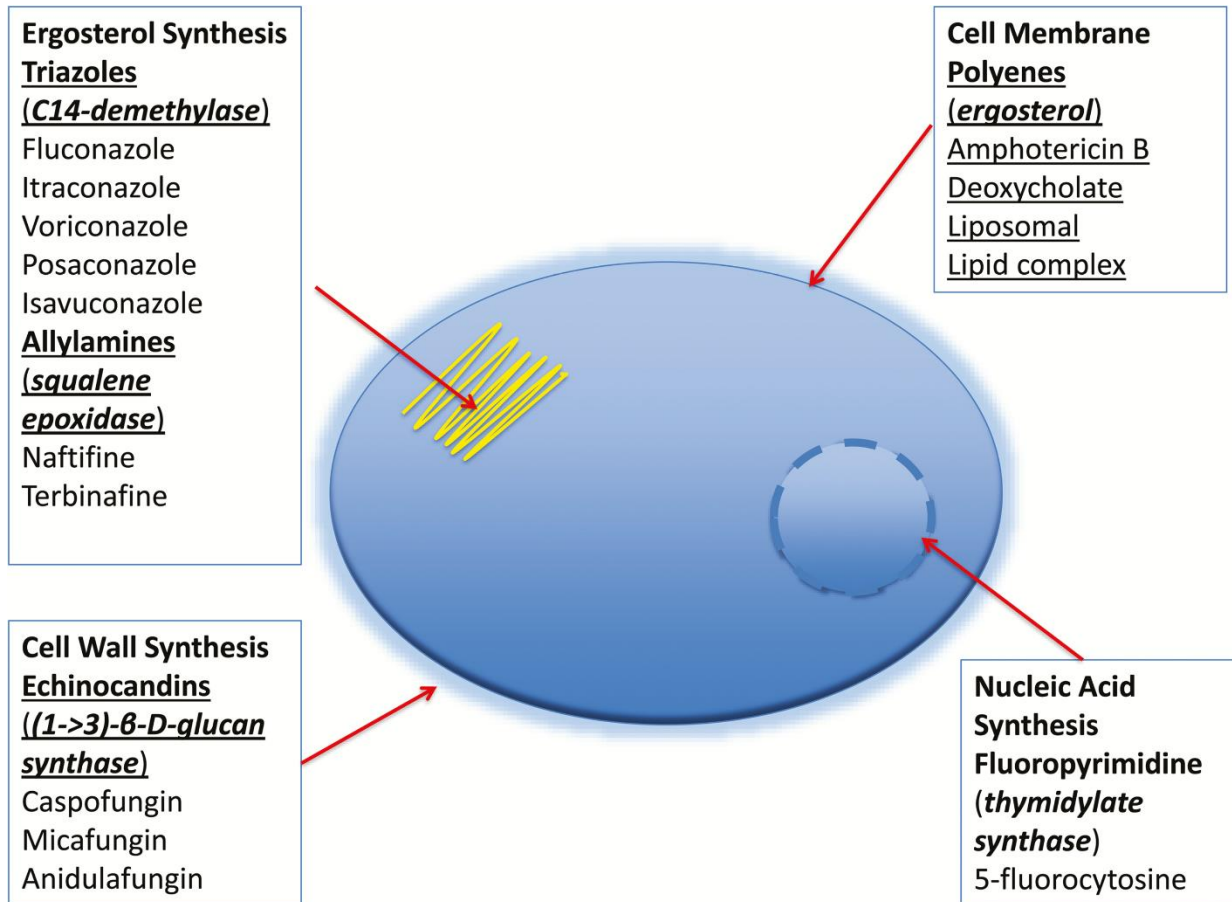 Ergosterol Synthesis
Triazoles
(C14-demethylase)
Fluconazole
Itraconazole
Voriconazole
Posaconazole
Isavuconazole
Allylamines
(squalene
epoxidase)
Naftifine
Terbinafine
Cell Membrane
Polyenes
(ergosterol)
Amphotericin B
Deoxycholate
Liposomal
Lipid complex
Cell Wall Synthesis
Echinocandins
((1->3)-β-D-glucan
synthase)
Caspofungin
Micafungin
Anidulafungin
Nucleic Acid
Synthesis
Fluoropyrimidine
(thymidylate
synthase)
5-fluorocytosine